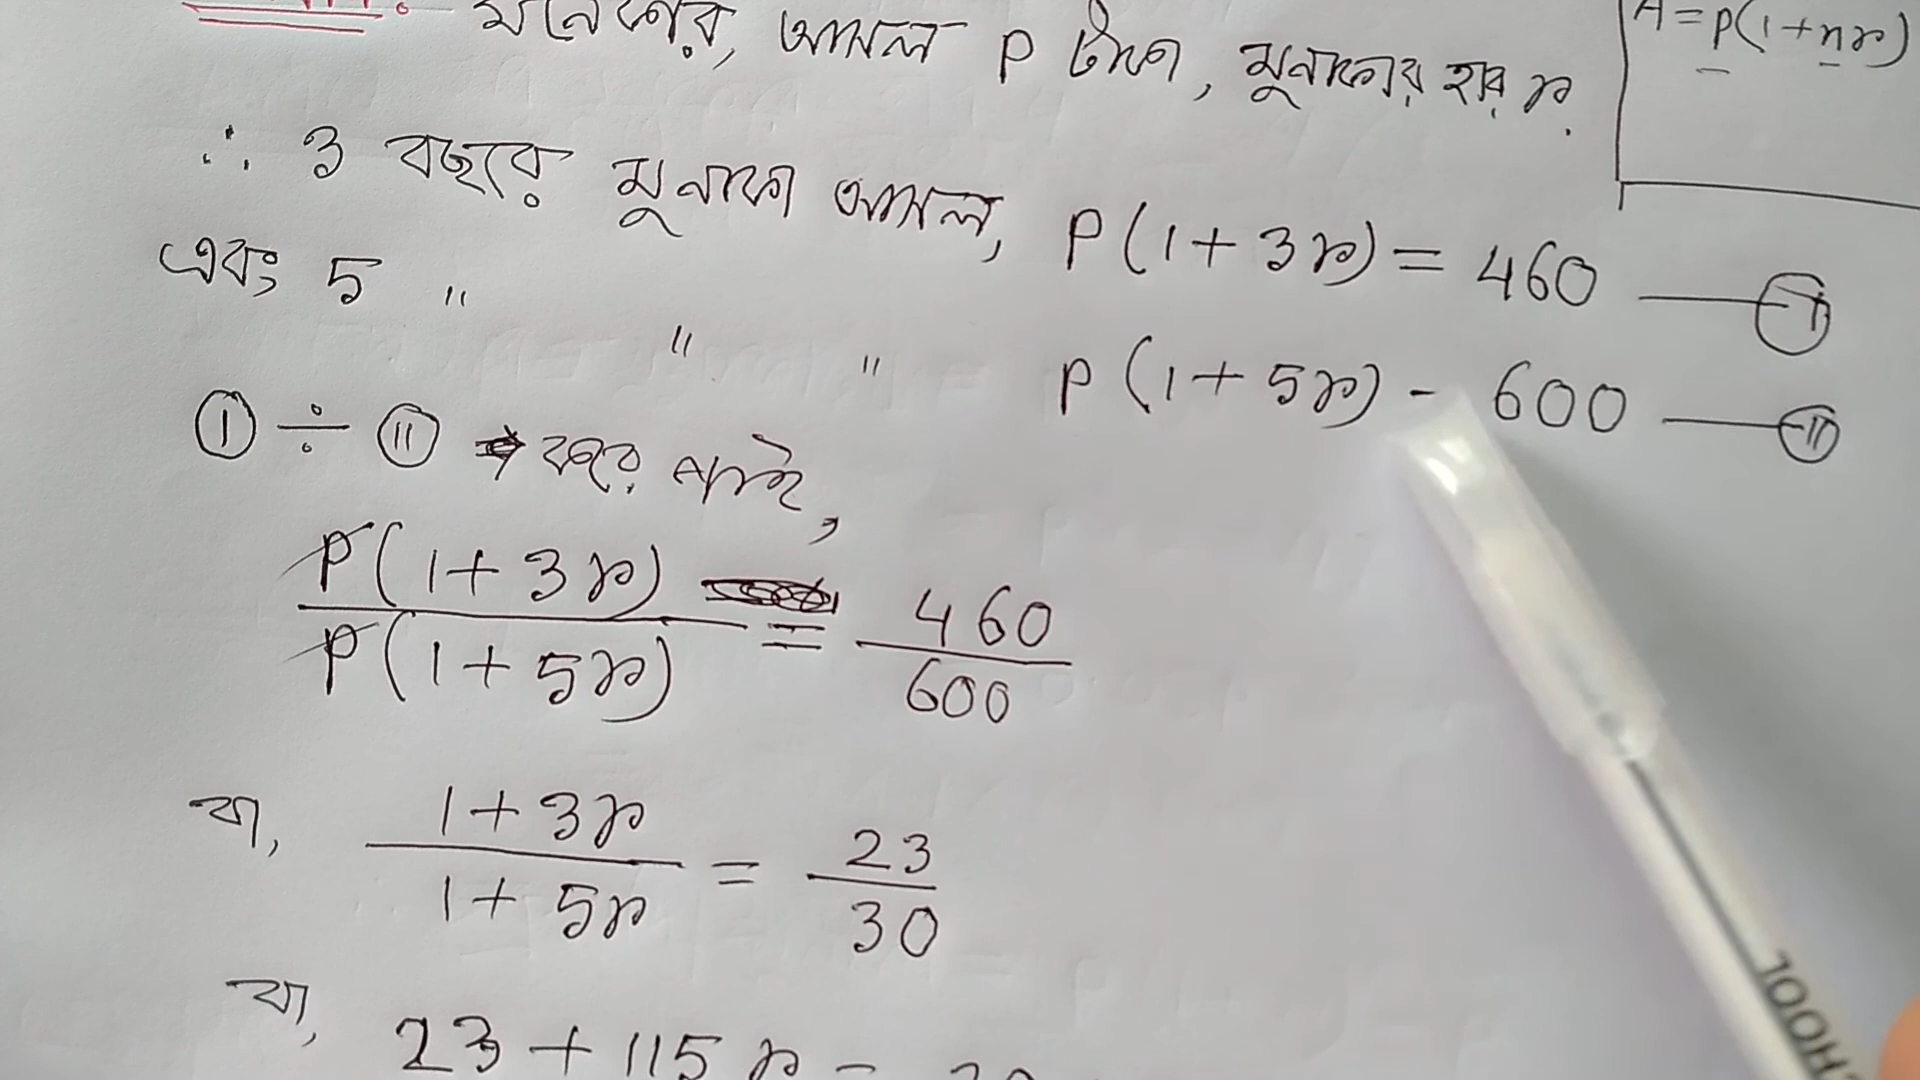 মনেকরি, আসল P টাকা, মুনাফার হার r.
A = p(1+nr)
∴ 3 বছরে মুনাফা আসল, P(1+3r) = 460 — (i)
এবং 5 " " " P(1+5r) - 600 — (ii)
(i) ÷ (ii) করে পাই,
P(1+3r) / P(1+5r) = 460 / 600
বা, 1+3r / 1+5r = 23 / 30
বা, 23 + 115 r =